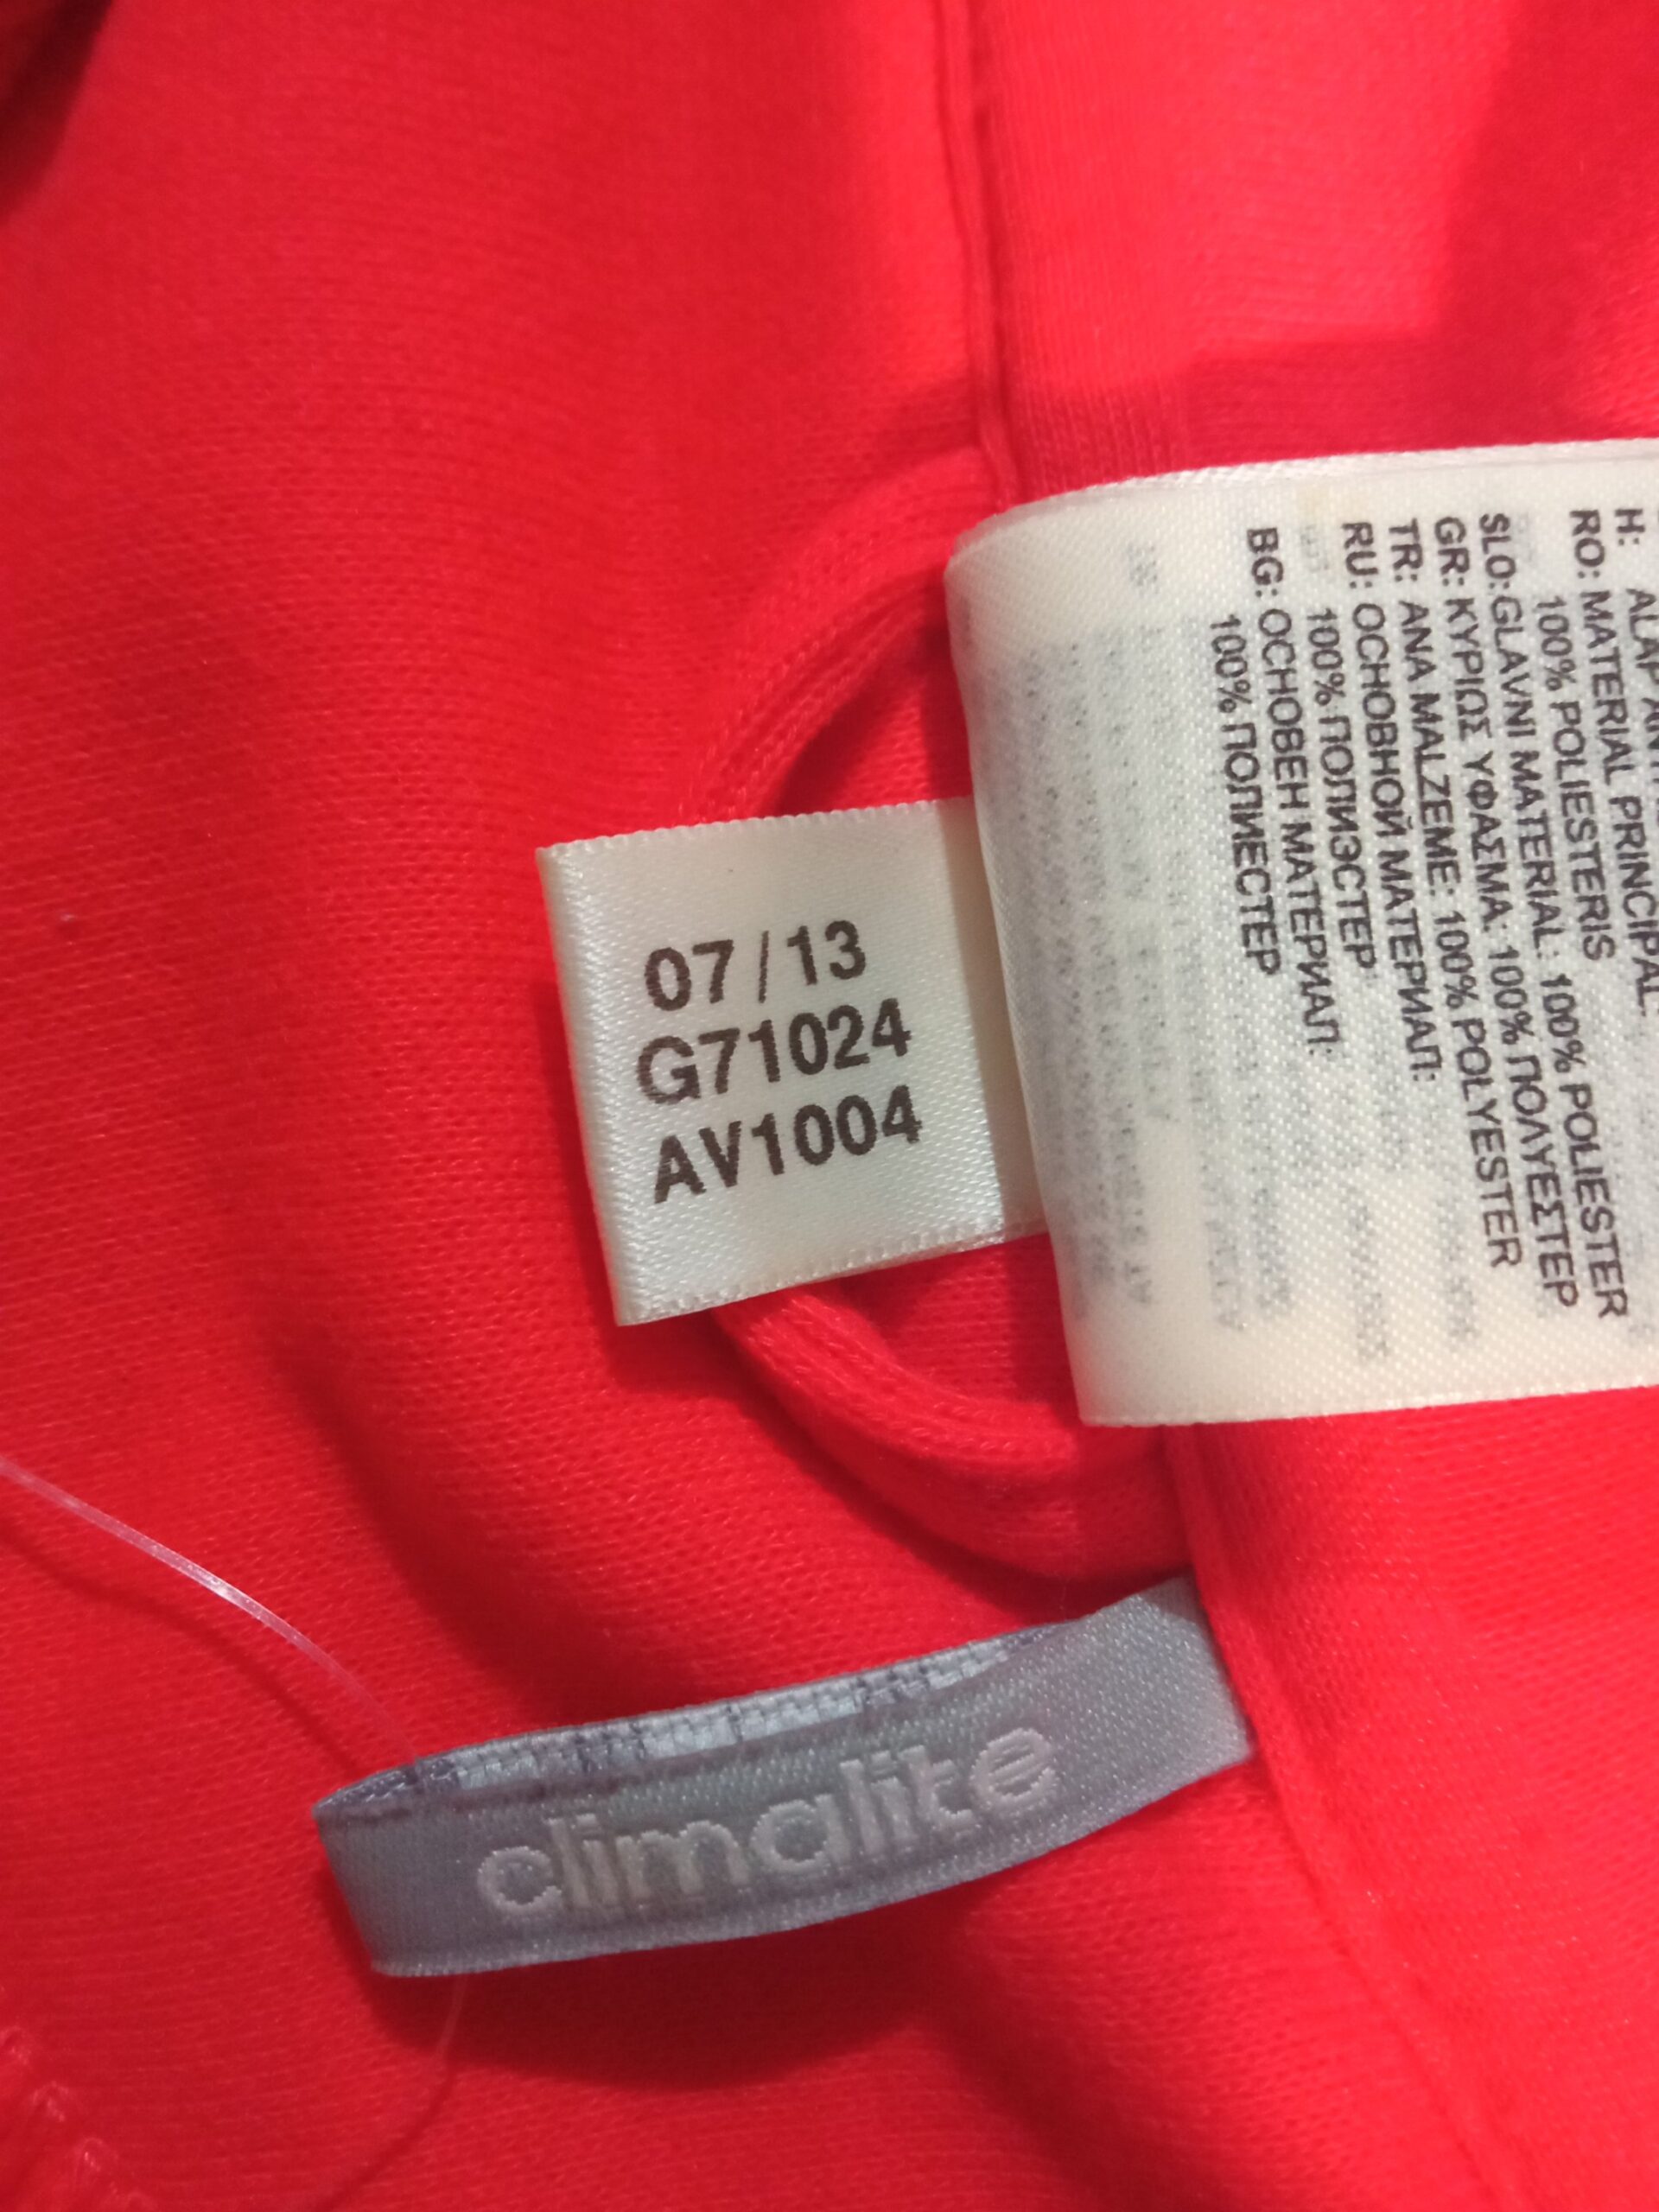 07/13
G71024
AV1004
H:
RO: MATERIAL PRINCIPAL:
100% POLIESTERIS
SLO:GLAVNI MATERIAL: 100% POLIESTER
GR: ΚΥΡΙΩΣ ΥΦΑΣΜΑ: 100% ΠΟΛΥΕΣΤΕΡ
TR: ANA MALZEME: 100% POLYESTER
RU: ОСНОВНОЙ МАТЕРИАЛ:
100% ПОЛИЭСТЕР
BG: ОСНОВЕН МАТЕРИАЛ:
100% ПОЛИЕСТЕР
climalite